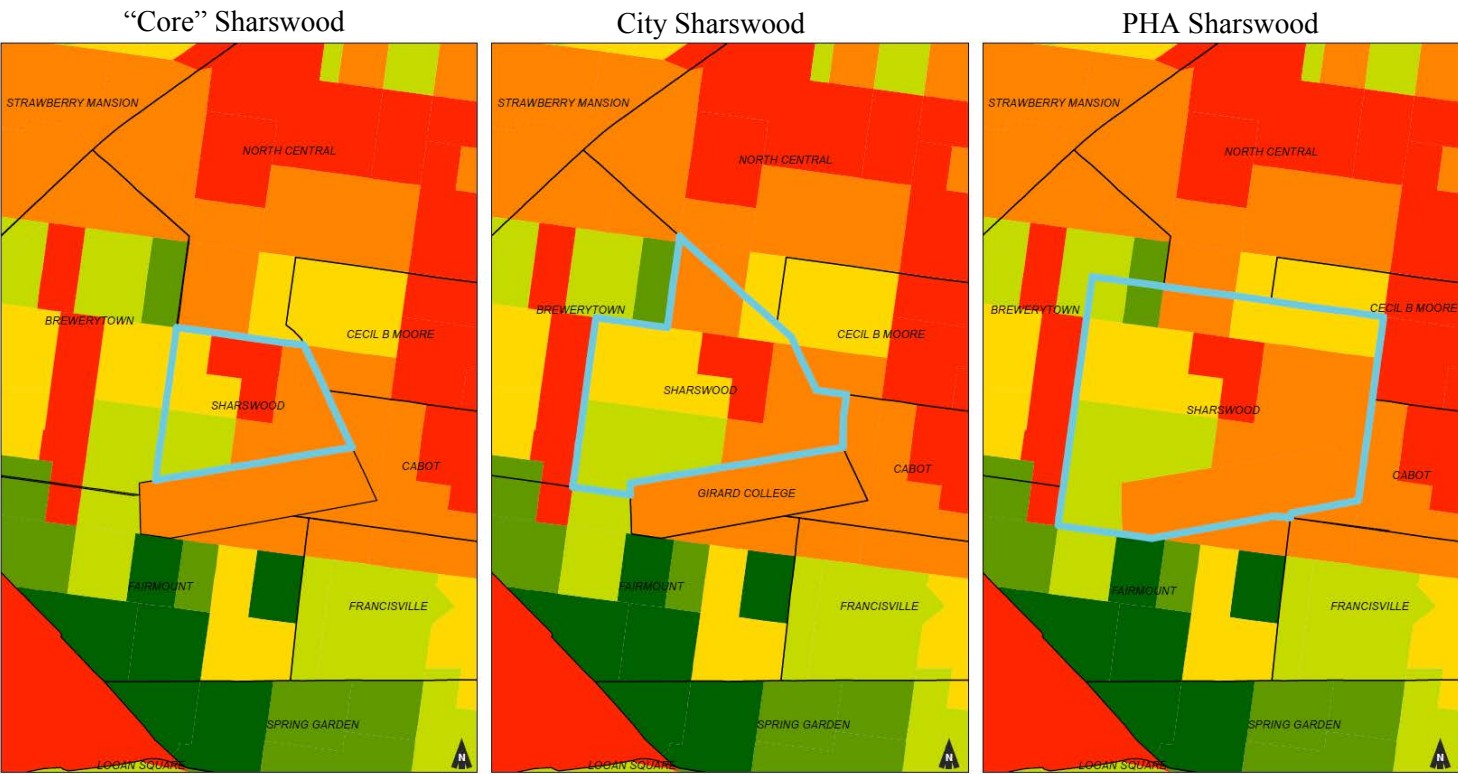 “Core” Sharswood
City Sharswood
PHA Sharswood
STRAWBERRY MANSION
NORTH CENTRAL
BREWERYTOWN
CECIL B MOORE
SHARSWOOD
CABOT
FAIRMOUNT
FRANCISVILLE
SPRING GARDEN
LOGAN SQUARE
N
STRAWBERRY MANSION
NORTH CENTRAL
BREWERYTOWN
CECIL B MOORE
SHARSWOOD
CABOT
GIRARD COLLEGE
FAIRMOUNT
FRANCISVILLE
SPRING GARDEN
LOGAN SQUARE
N
STRAWBERRY MANSION
NORTH CENTRAL
BREWERYTOWN
CECIL B MOORE
SHARSWOOD
CABOT
FAIRMOUNT
FRANCISVILLE
SPRING GARDEN
LOGAN SQUARE
N